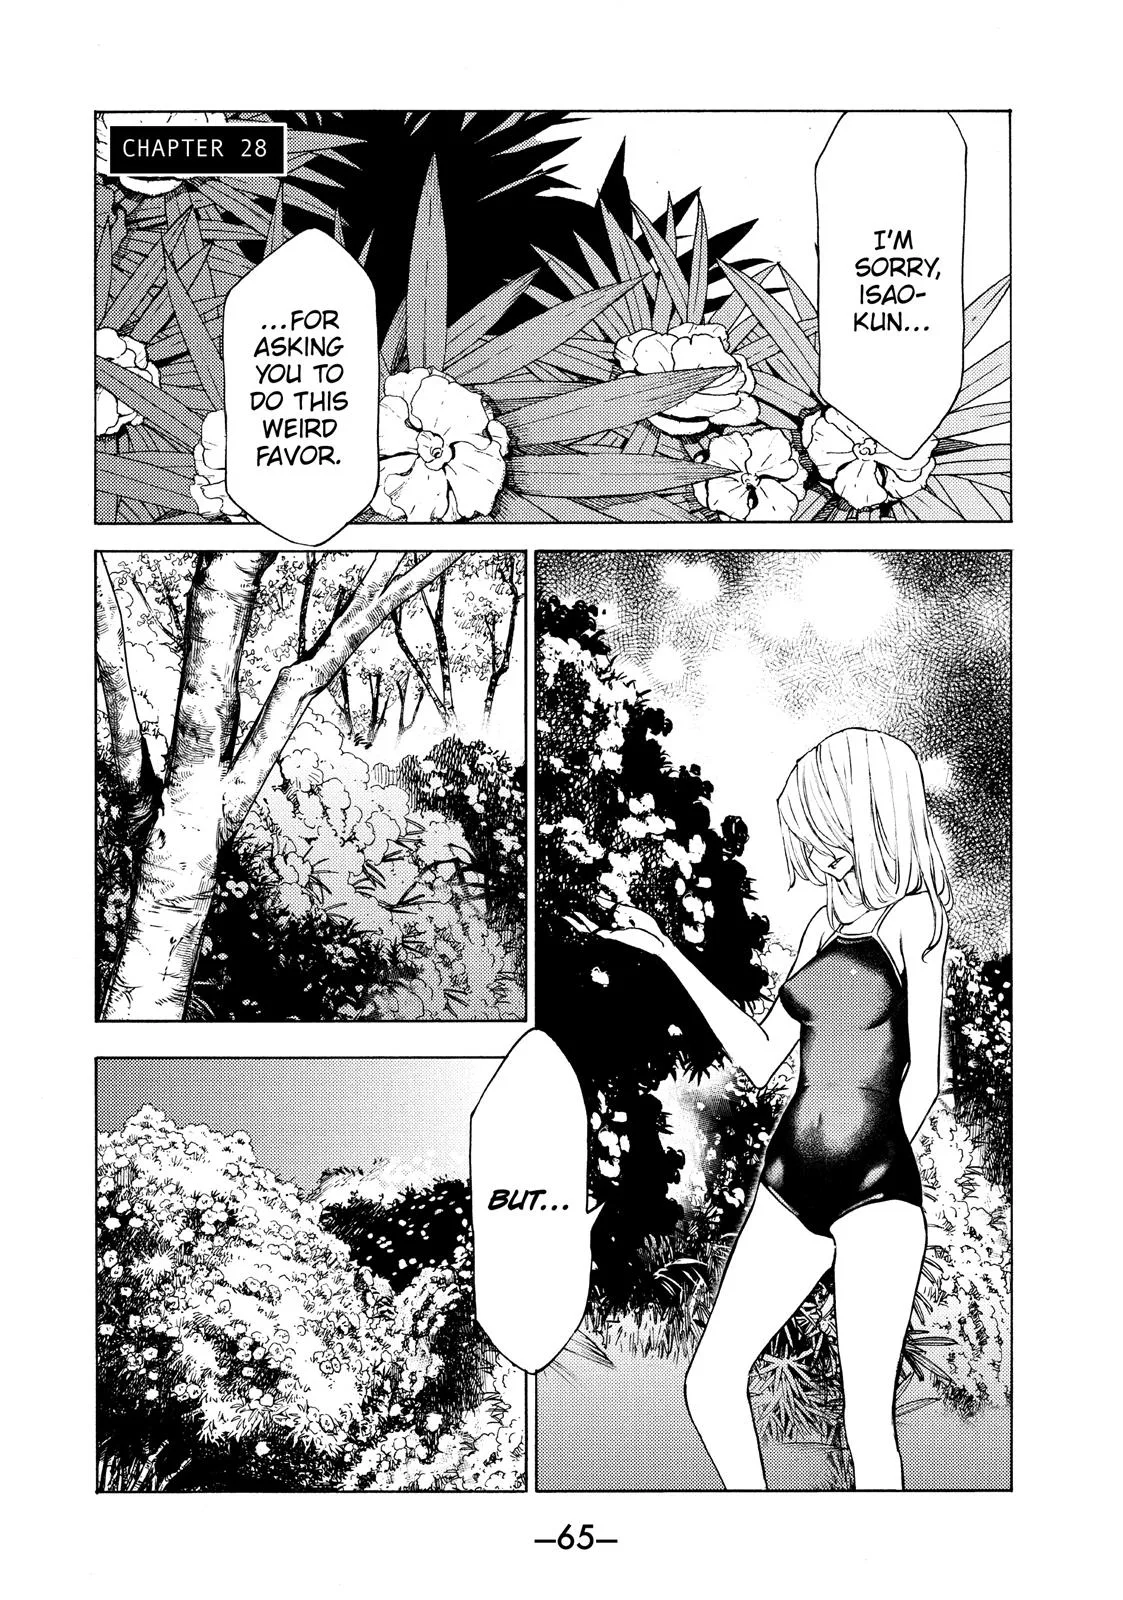 CHAPTER 28
I'M
SORRY,
ISAO-
KUN...
...FOR
ASKING
YOU TO
DO THIS
WEIRD
FAVOR.
BUT...
—65—